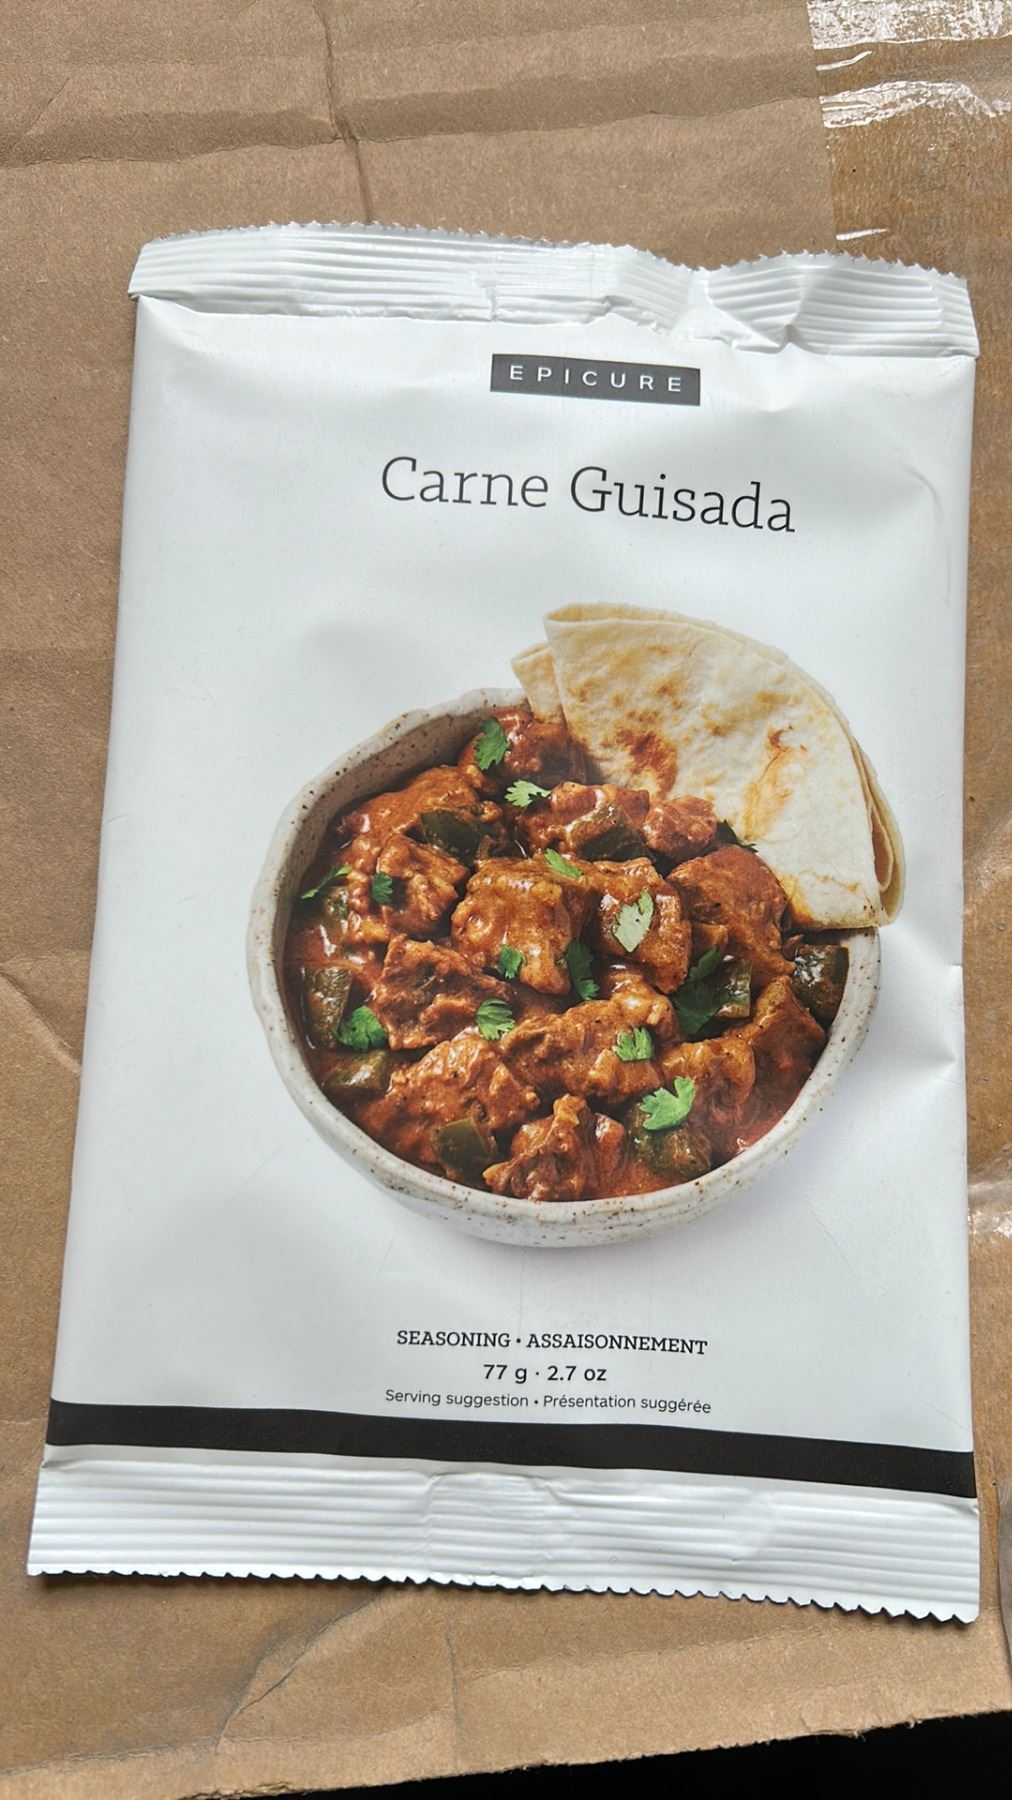 EPICURE
Carne Guisada
SEASONING • ASSAISONNEMENT
77 g · 2.7 oz
Serving suggestion • Présentation suggérée